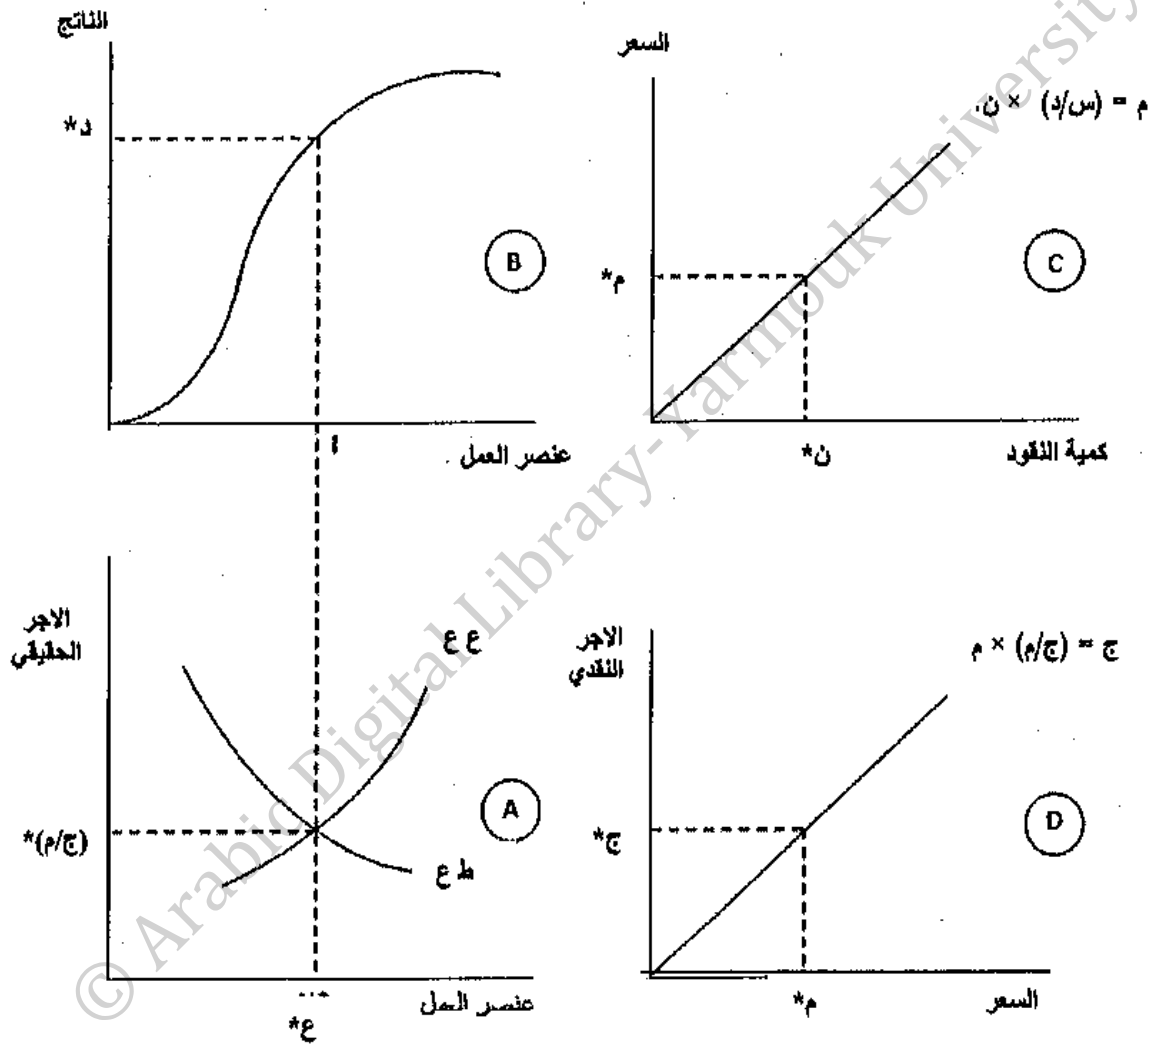 الناتج
د*
B
أ
عنصر العمل
السعر
م = (س/د) × ن.
م*
C
ن*
كمية النقود
الاجر
الحقيقي
ع ع
(ج/م)*
A
ط ع
ع*
عنصر العمل
الاجر
النقدي
ج = (ج/م) × م
ج*
D
م*
السعر
© Arabic Digital Library-Yarmouk University